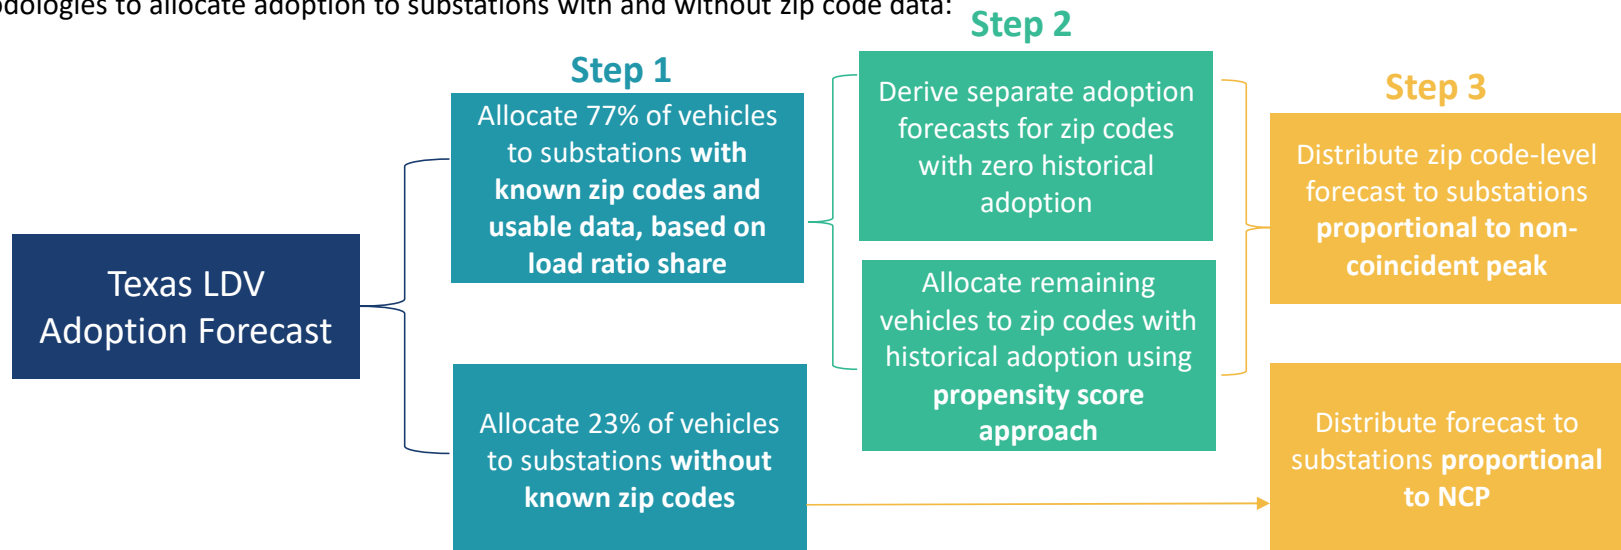 to allocate adoption to substations with and without zip code data:
Step 1
Step 2
Step 3
Texas LDV
Adoption Forecast
Allocate 77% of vehicles
to substations with
known zip codes and
usable data, based on
load ratio share
Allocate 23% of vehicles
to substations without
known zip codes
Derive separate adoption
forecasts for zip codes
with zero historical
adoption
Allocate remaining
vehicles to zip codes with
historical adoption using
propensity score
approach
Distribute zip code-level
forecast to substations
proportional to non-
coincident peak
Distribute forecast to
substations proportional
to NCP